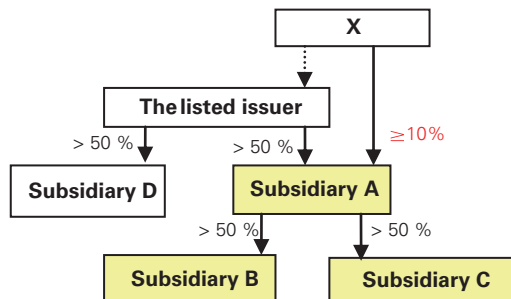 X
The listed issuer
> 50 %
> 50 %
≧10%
Subsidiary D
Subsidiary A
> 50 %
> 50 %
Subsidiary B
Subsidiary C